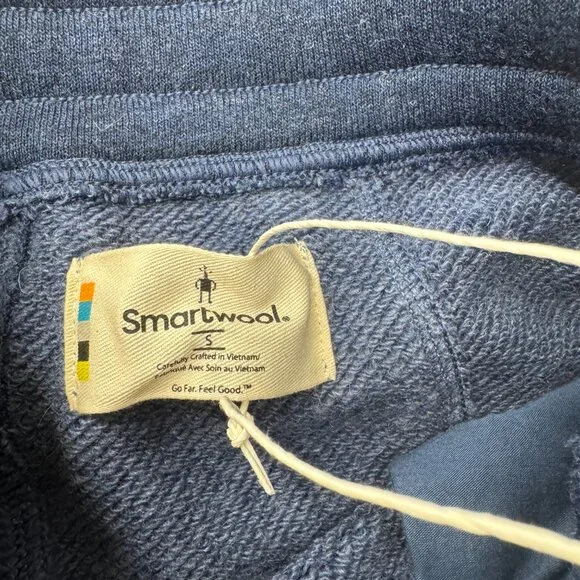 Smartwool®
S
Carefully Crafted in Vietnam/
Fabriqué Avec Soin au Vietnam
Go Far. Feel Good.™